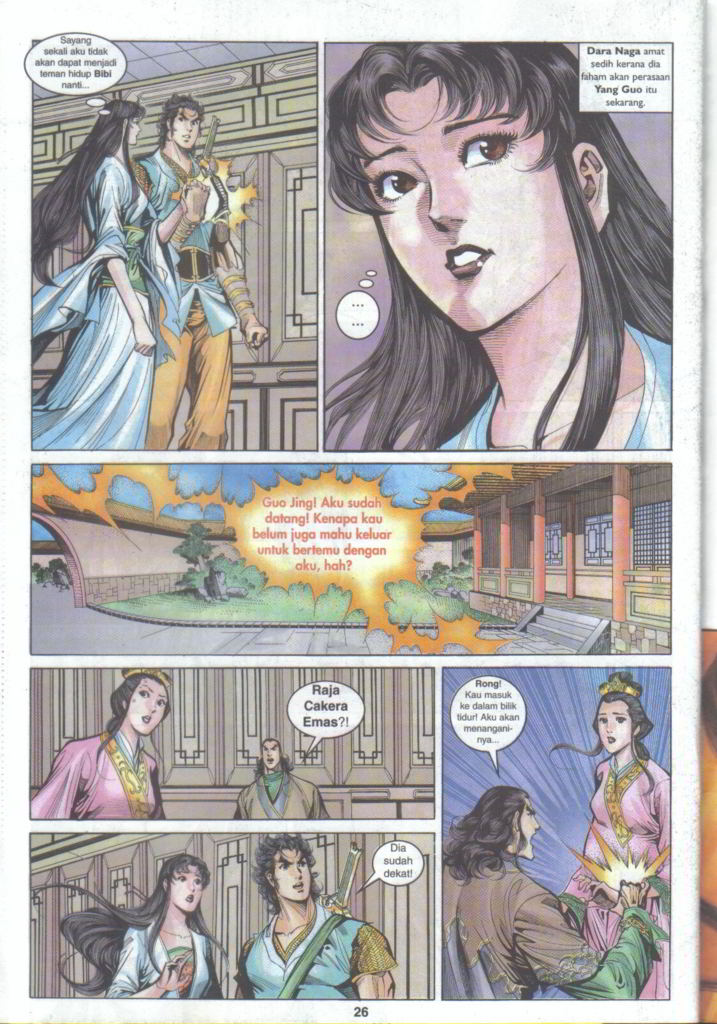 Sayang
sekali aku tidak
akan dapat menjadi
teman hidup Bibi
nanti...
Dara Naga amat
sedih kerana dia
faham akan perasaan
Yang Guo itu
sekarang.
...
...
Guo Jing! Aku sudah
datang! Kenapa kau
belum juga mahu keluar
untuk bertemu dengan
aku, hah?
Raja
Cakera
Emas?!
Rong!
Kau masuk
ke dalam bilik
tidur! Aku akan
menangani-
nya...
Dia
sudah
dekat!
26